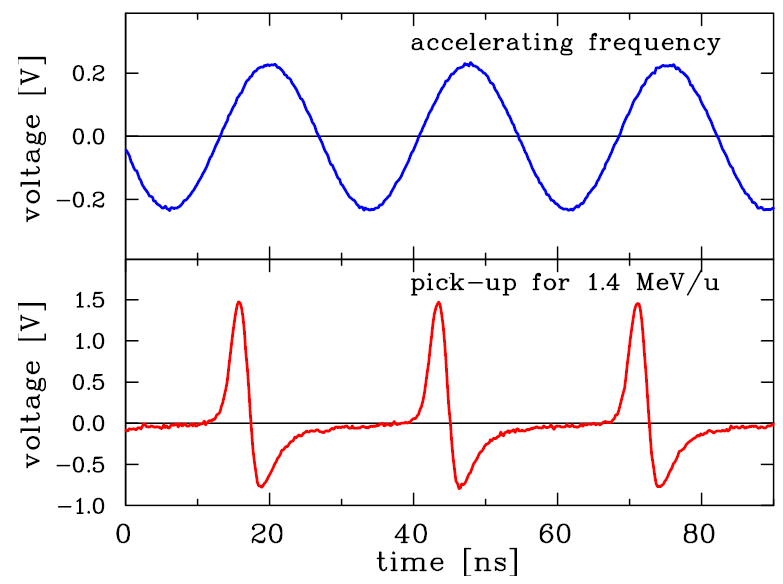 accelerating frequency
voltage [V]
0.2
0.0
−0.2
pick−up for 1.4 MeV/u
voltage [V]
1.5
1.0
0.5
0.0
−0.5
−1.0
0 20 40 60 80
time [ns]